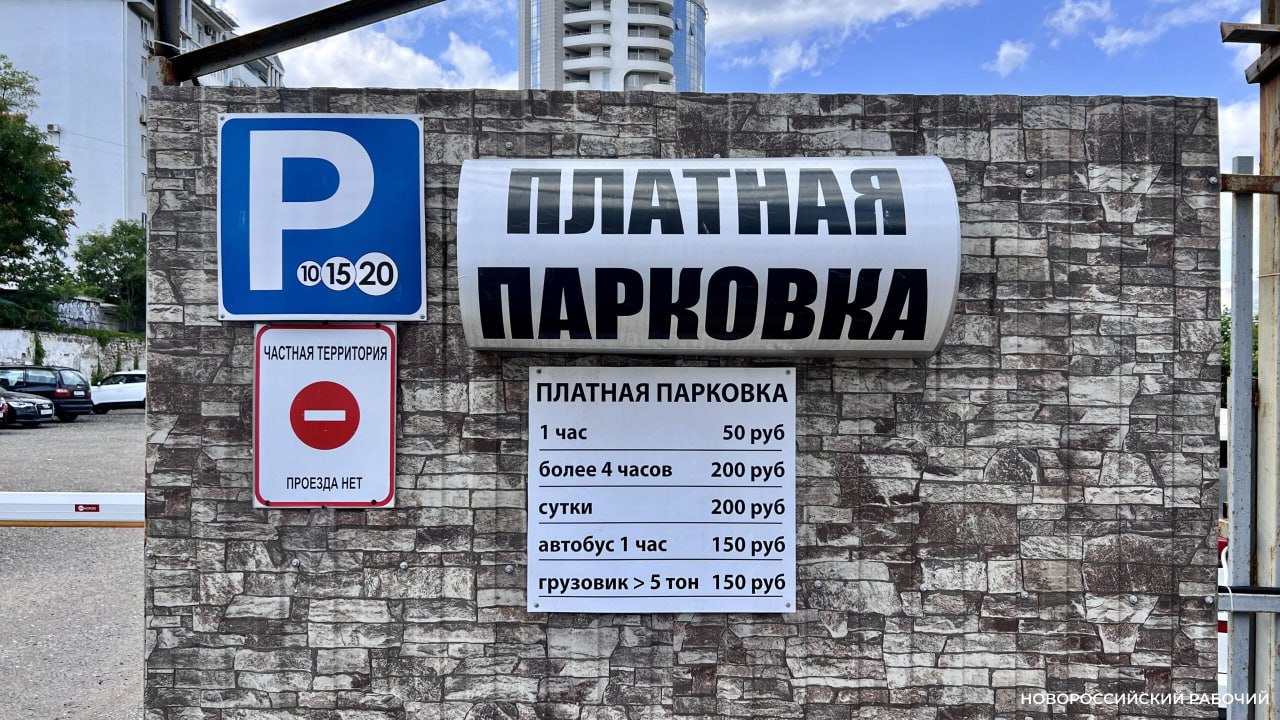 P
10 15 20
ЧАСТНАЯ ТЕРРИТОРИЯ
ПРОЕЗДА НЕТ
ПЛАТНАЯ
ПАРКОВКА
ПЛАТНАЯ ПАРКОВКА
1 час 50 руб
более 4 часов 200 руб
сутки 200 руб
автобус 1 час 150 руб
грузовик > 5 тон 150 руб
НОВОРОССИЙСКИЙ РАБОЧИЙ